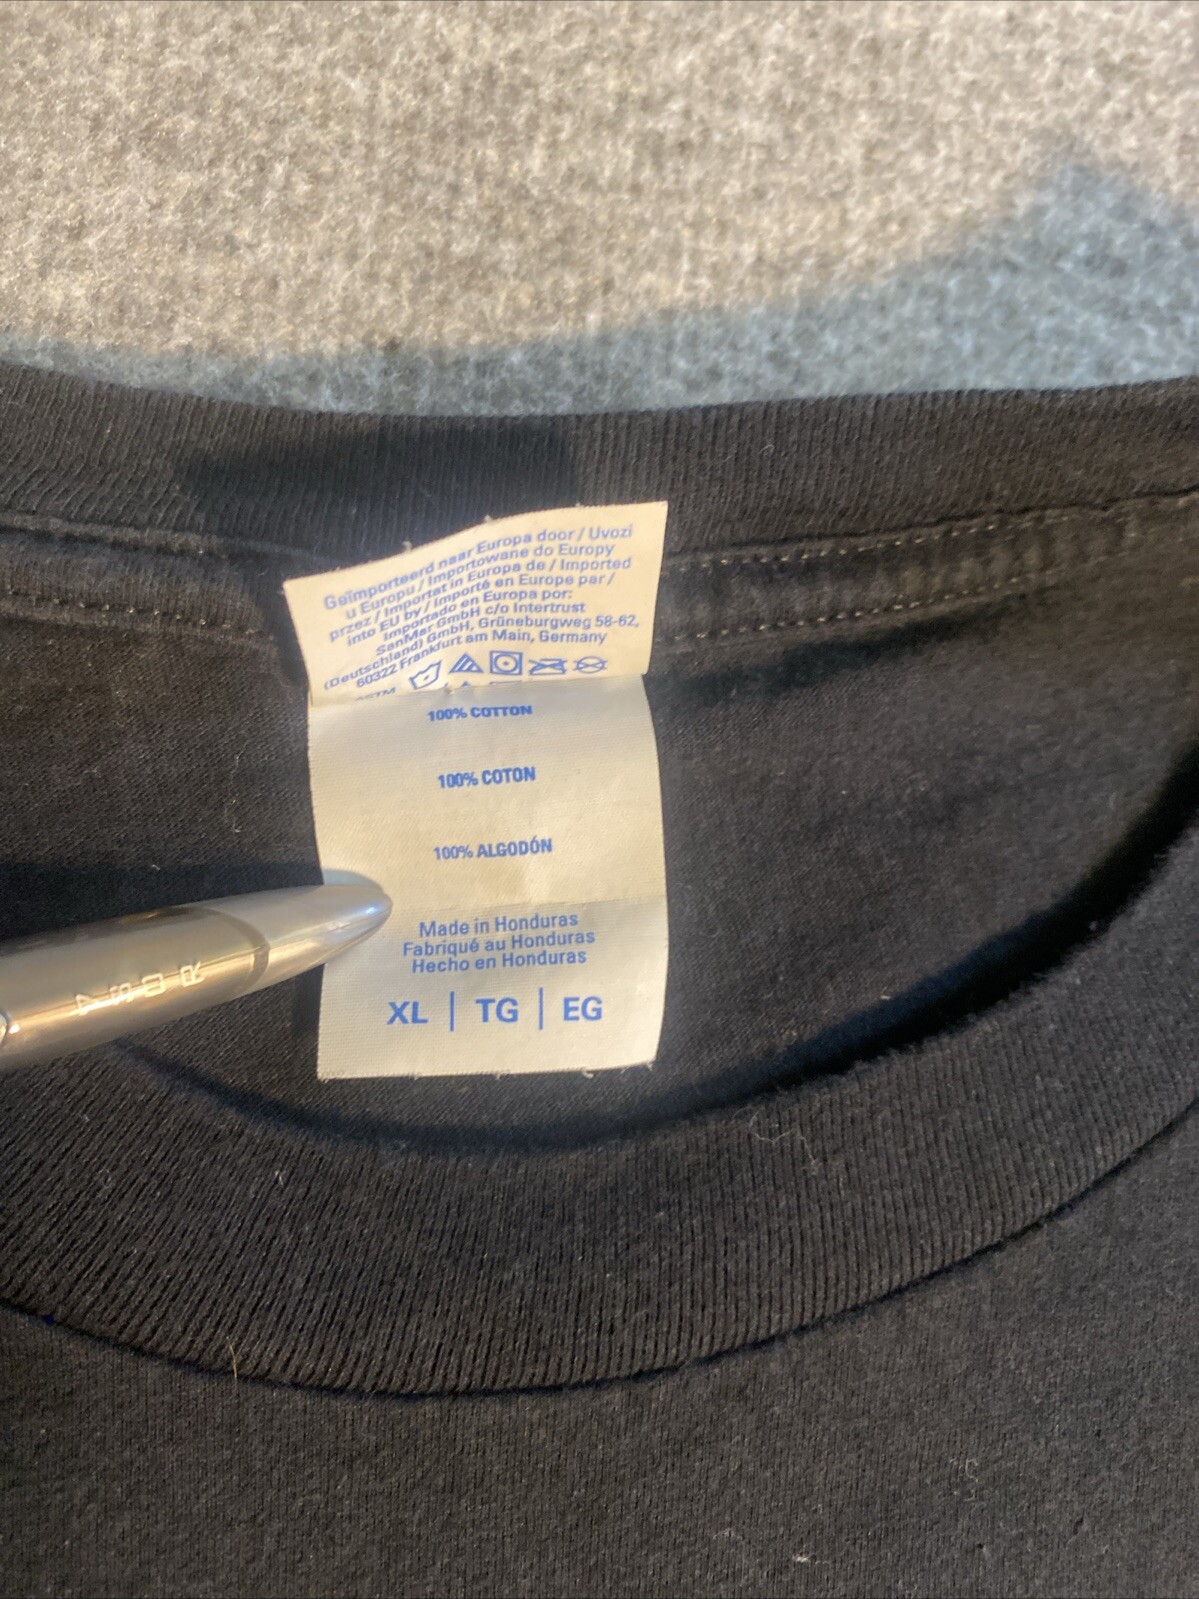 Geïmporteerd naar Europa door / Uvozi
u Europu / Importowane do Europy
przez / Importat in Europa de / Imported
into EU by / Importé en Europe par /
Importado en Europa por:
SanMar GmbH c/o Intertrust
(Deutschland) GmbH, Grüneburgweg 58-62,
60322 Frankfurt am Main, Germany
100% COTTON
100% COTON
100% ALGODÓN
Made in Honduras
Fabriqué au Honduras
Hecho en Honduras
XL | TG | EG